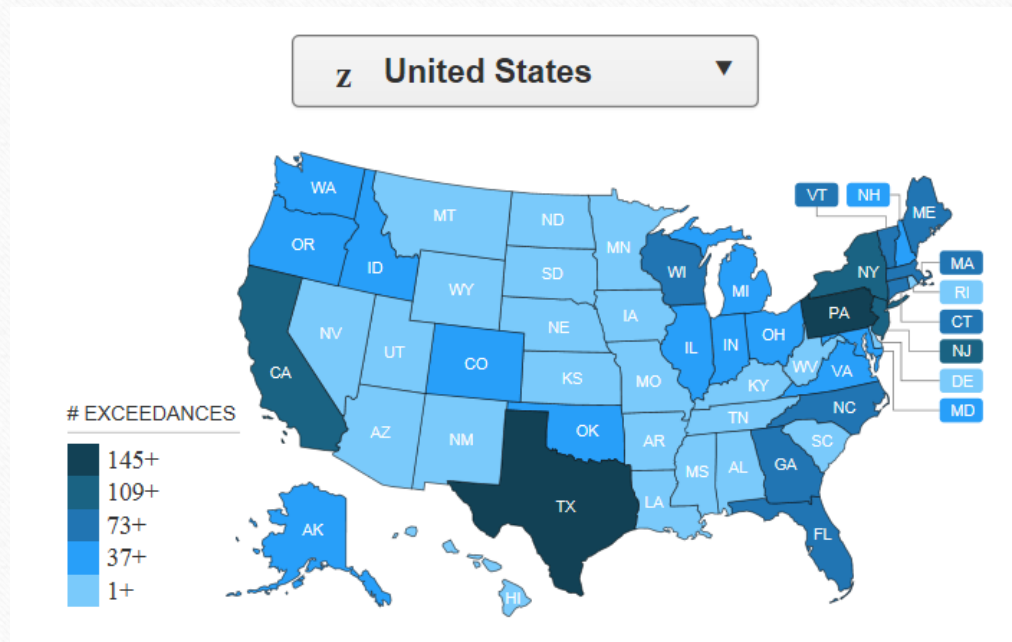 z United States ▼
WA
MT
ND
MN
VT NH
ME
OR
ID
SD
WI
NY
MA
WY
MI
RI
NE
IA
PA
CT
NV
UT
CO
IL IN OH
NJ
CA
KS
MO
KY
WV VA
DE
# EXCEEDANCES
AZ
NM
OK
AR
TN
NC
MD
145+
MS AL GA
SC
109+
TX
LA
73+
AK
FL
37+
1+
HI